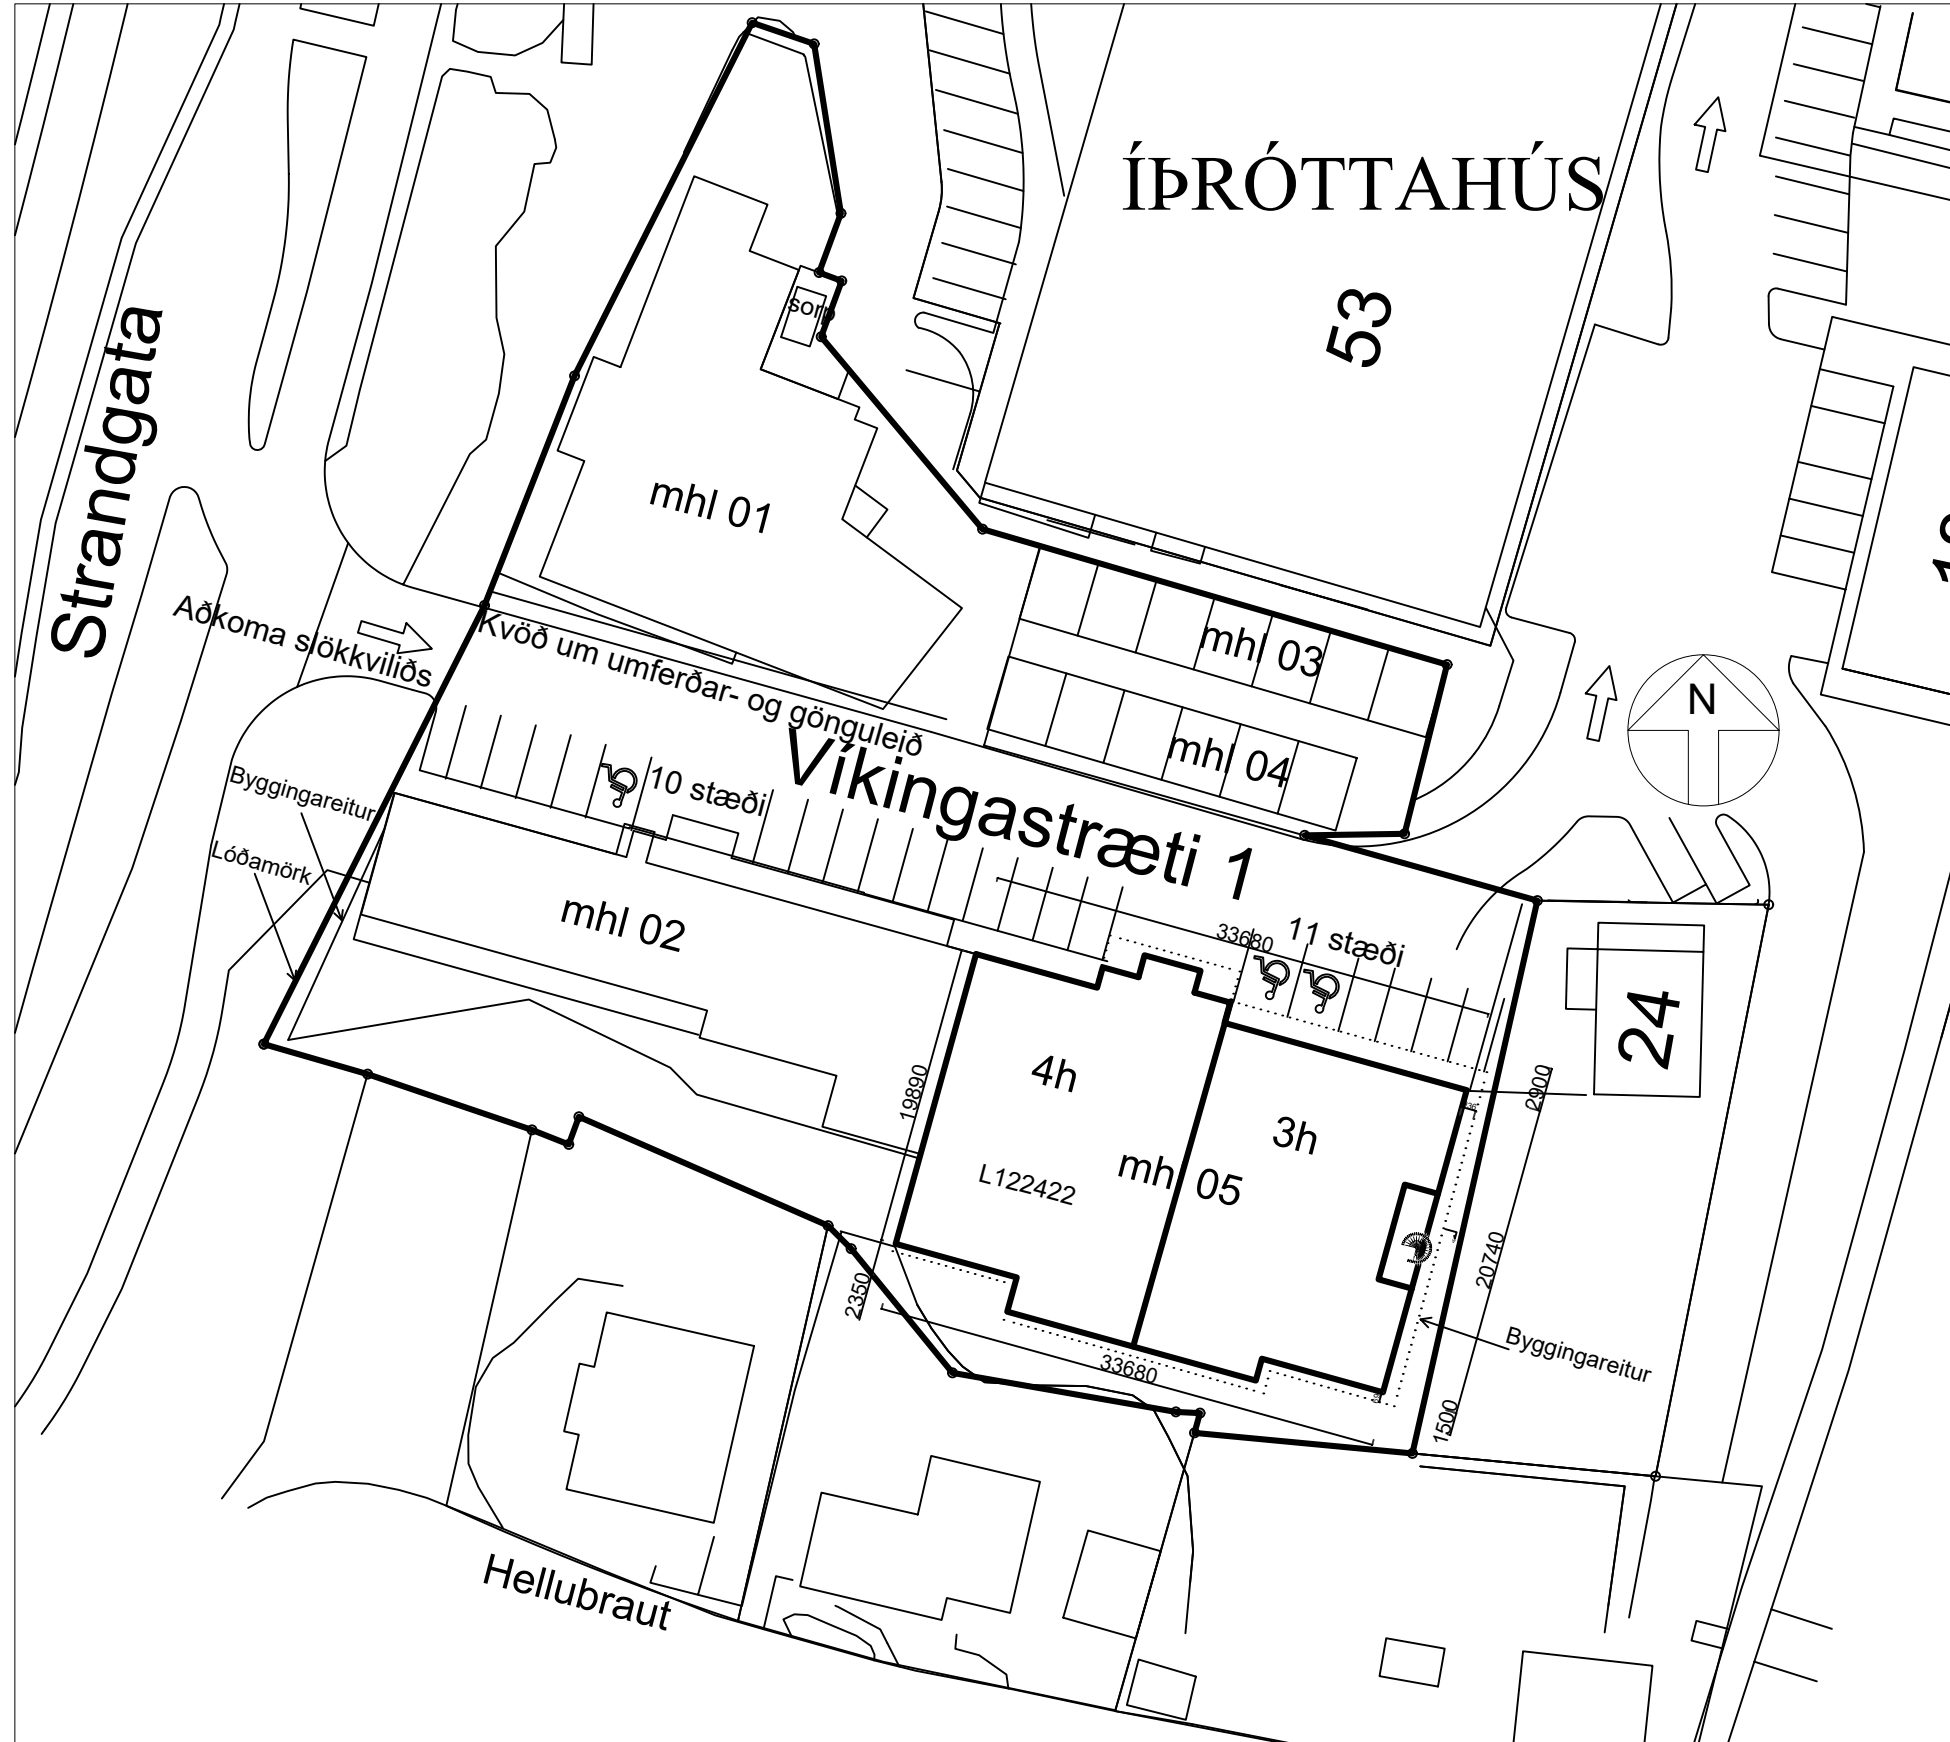 ÍÞRÓTTAHÚS
53
sorp
Strandgata
mhl 01
Aðkoma slökkviliðs
Kvöð um umferðar- og gönguleið
mhl 03
mhl 04
N
Byggingareitur
10 stæði
Víkingastræti 1
Lóðamörk
mhl 02
33680
11 stæði
24
4h
19890
2900
3h
mhl 05
L122422
20740
2350
Byggingareitur
33680
1500
Hellubraut